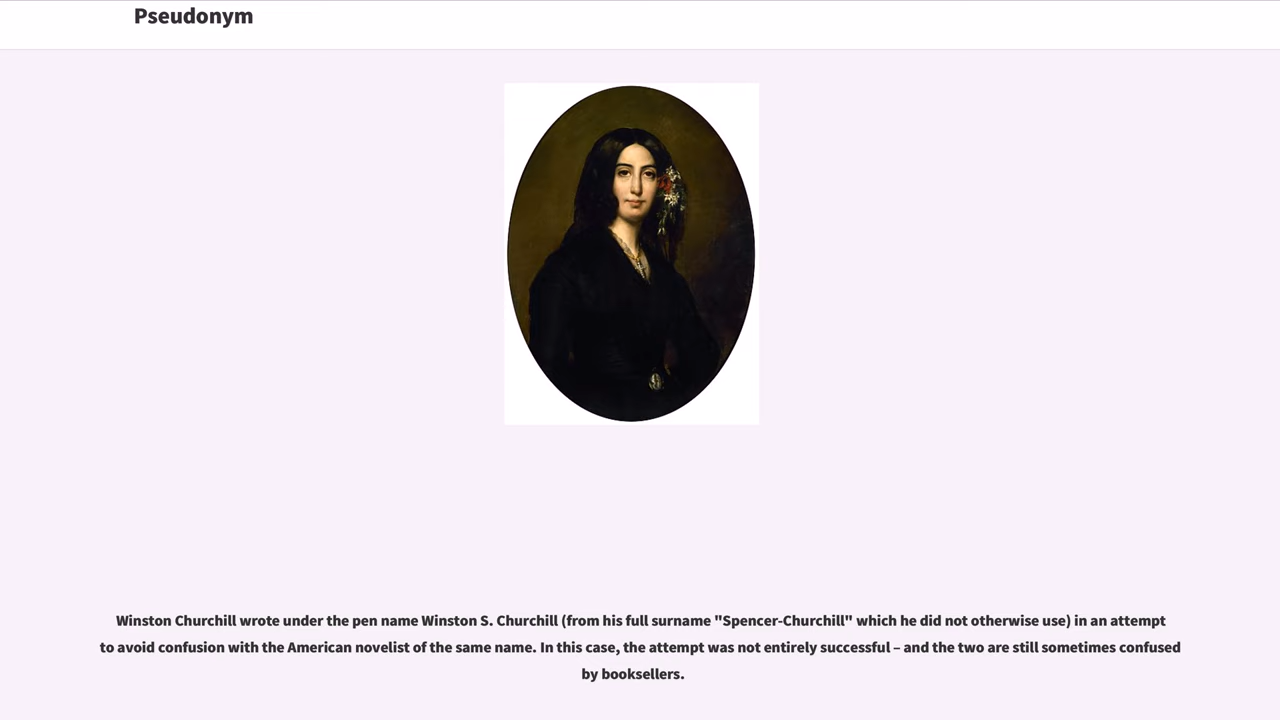 Pseudonym
Winston Churchill wrote under the pen name Winston S. Churchill (from his full surname "Spencer-Churchill" which he did not otherwise use) in an attempt
to avoid confusion with the American novelist of the same name. In this case, the attempt was not entirely successful – and the two are still sometimes confused
by booksellers.